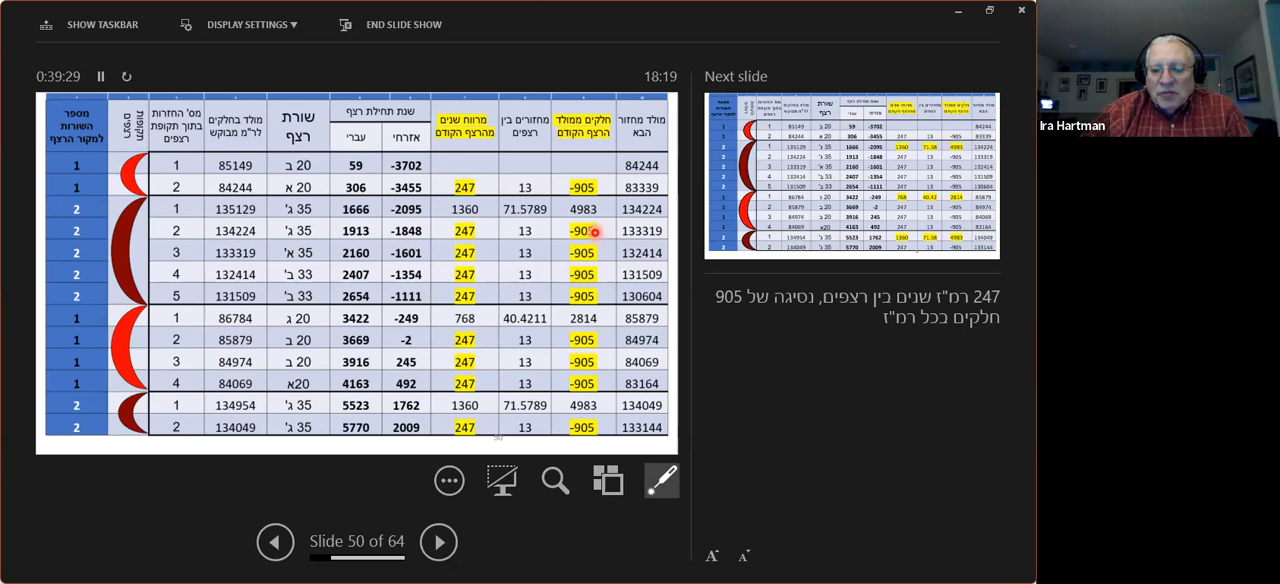 SHOW TASKBAR DISPLAY SETTINGS ▼ END SLIDE SHOW
0:39:29 18:19 Next slide
מספר השורות למקור הרצף תקופות רצפים מס' החזרות בתוך תקופת רצפים מולד בחלקים לר"מ מבוקש שורת רצף שנת תחילת רצף עברי אזרחי מרווח שנים מהרצף הקודם מחזורים בין רצפים חלקים ממולד הרצף הקודם מולד מחזור הבא
1 1 85149 20 ב 59 -3702 84244
1 2 84244 20 א 306 -3455 247 13 -905 83339
2 1 135129 35 ג' 1666 -2095 1360 71.5789 4983 134224
2 2 134224 35 ג' 1913 -1848 247 13 -905 133319
2 3 133319 35 א' 2160 -1601 247 13 -905 132414
2 4 132414 33 ב' 2407 -1354 247 13 -905 131509
2 5 131509 33 ב' 2654 -1111 247 13 -905 130604
1 1 86784 20 ג 3422 -249 768 40.4211 2814 85879
1 2 85879 20 ב 3669 -2 247 13 -905 84974
1 3 84974 20 ב 3916 245 247 13 -905 84069
1 4 84069 20א 4163 492 247 13 -905 83164
2 1 134954 35 ג' 5523 1762 1360 71.5789 4983 134049
2 2 134049 35 ג' 5770 2009 247 13 -905 133144
50
Slide 50 of 64
247 רמ"ז שנים בין רצפים, נסיגה של 905
חלקים בכל רמ"ז
A A
Ira Hartman